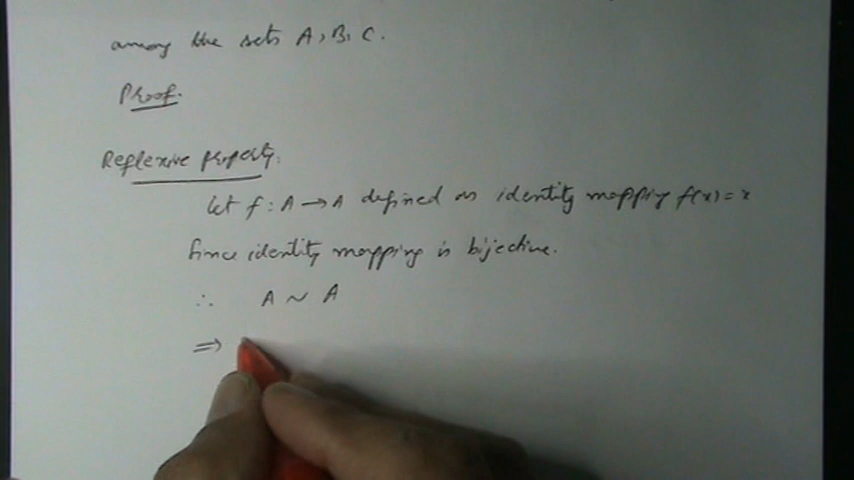 among the sets A, B, C.
Proof.
Reflexive property:
Let f : A → A defined as identity mapping f(x) = x
Since identity mapping is bijective.
∴ A ~ A
⇒